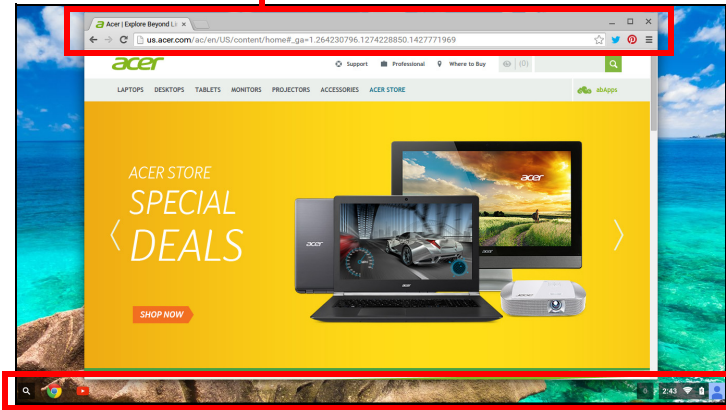 Acer | Explore Beyond Li
us.acer.com/ac/en/US/content/home#_ga=1.264230796.1274228850.1427771969
acer
Support Professional Where to Buy (0)
LAPTOPS DESKTOPS TABLETS MONITORS PROJECTORS ACCESSORIES ACER STORE abApps
ACER STORE
SPECIAL
DEALS
acer
acer
acer
acer
SHOP NOW
2:43